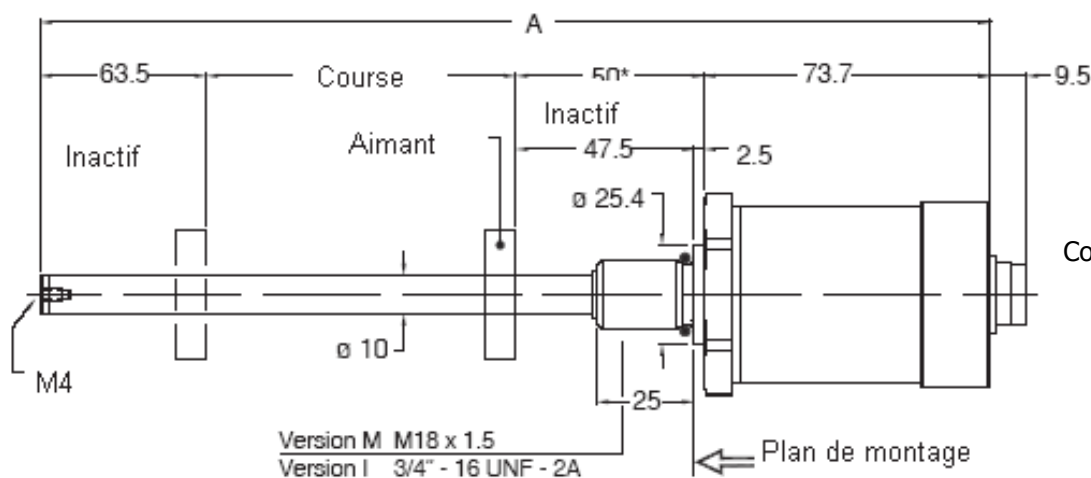 A
63.5
Course
50*
73.7
9.5
Inactif
Inactif
Aimant
47.5
2.5
ø 25.4
Co
ø 10
M4
25
Version M M18 x 1.5
Version I 3/4" - 16 UNF - 2A
Plan de montage